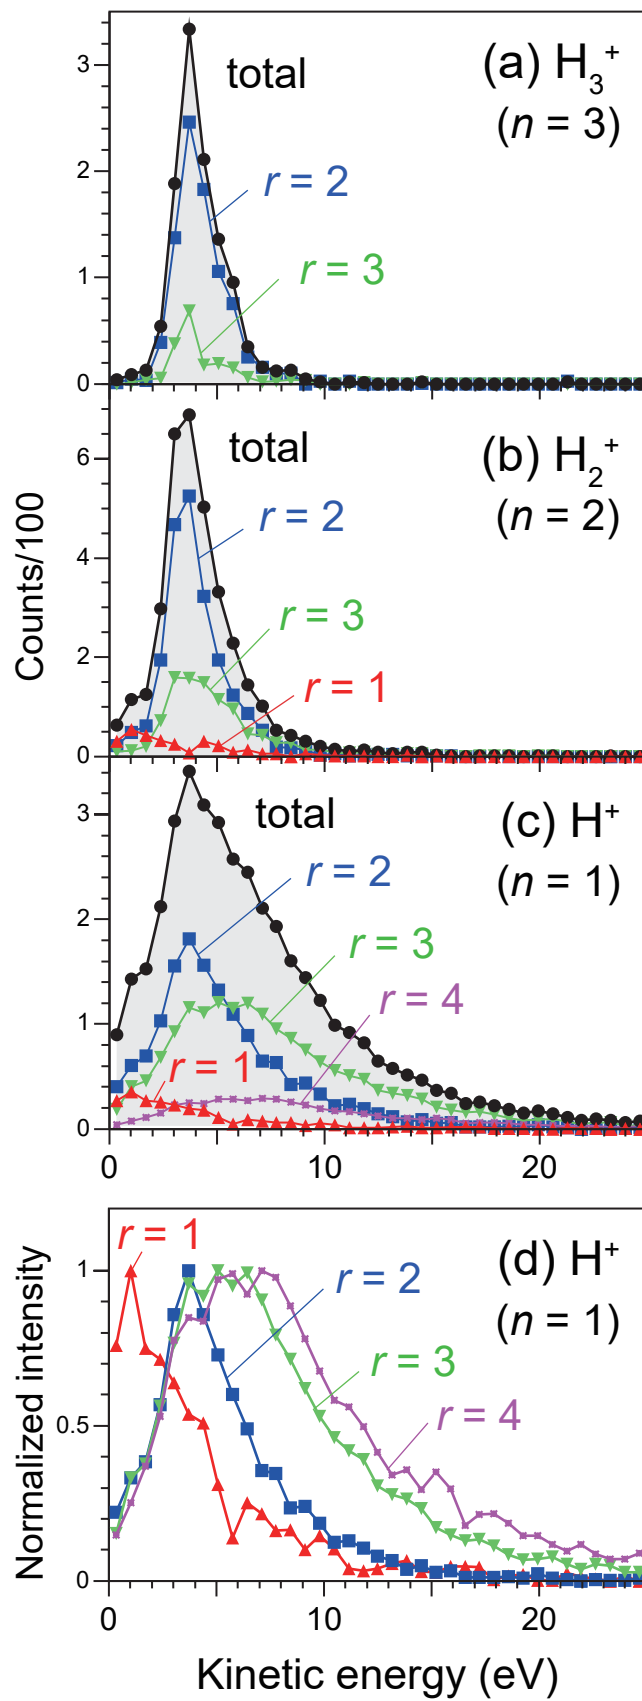 (a) H3+
(n = 3)
total
r = 2
r = 3
3
2
1
0
(b) H2+
(n = 2)
total
r = 2
r = 3
r = 1
6
4
2
0
Counts/100
(c) H+
(n = 1)
total
r = 2
r = 3
r = 4
r = 1
3
2
1
0
0 10 20
(d) H+
(n = 1)
r = 1
r = 2
r = 3
r = 4
1
0.5
0
Normalized intensity
0 10 20
Kinetic energy (eV)